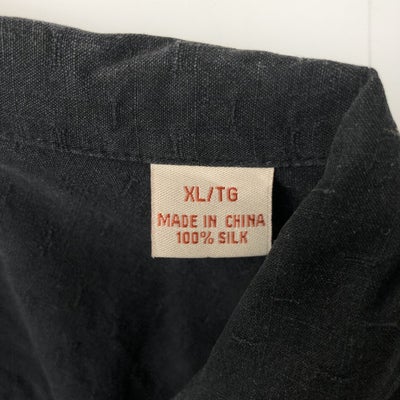 XL/TG
MADE IN CHINA
100% SILK